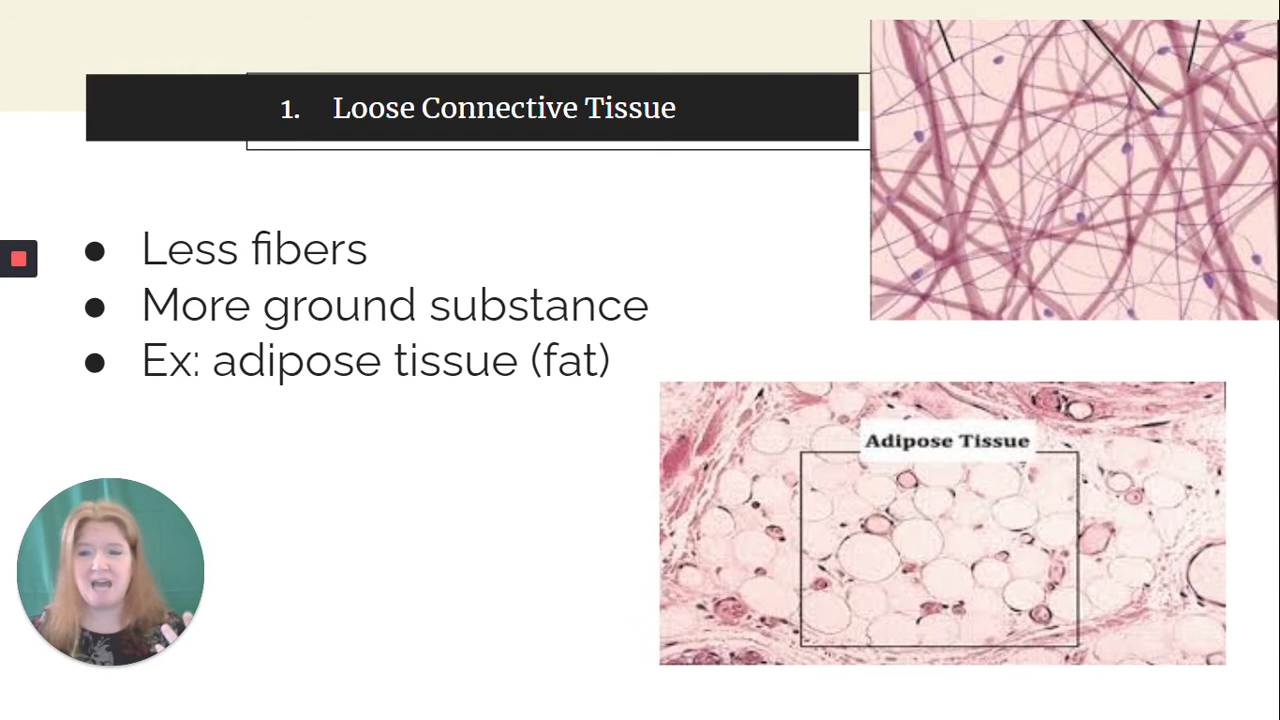 1. Loose Connective Tissue
● Less fibers
● More ground substance
● Ex: adipose tissue (fat)
Adipose Tissue